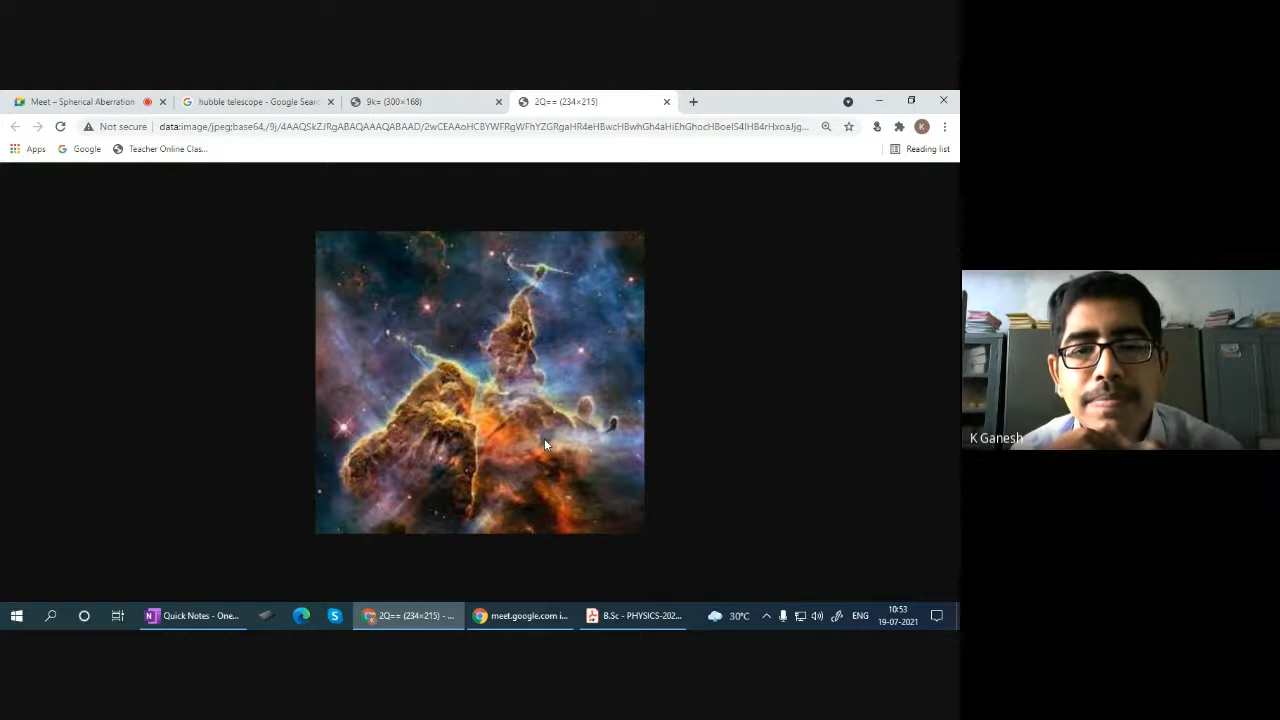 Meet – Spherical Aberration
hubble telescope - Google Searc
9k= (300×168)
2Q== (234×215)
Not secure
Apps
Google
Teacher Online Clas...
Reading list
K
K Ganesh
Quick Notes - One...
2Q== (234×215) - ...
meet.google.com i...
B.Sc - PHYSICS-202...
30°C
ENG
10:53
19-07-2021